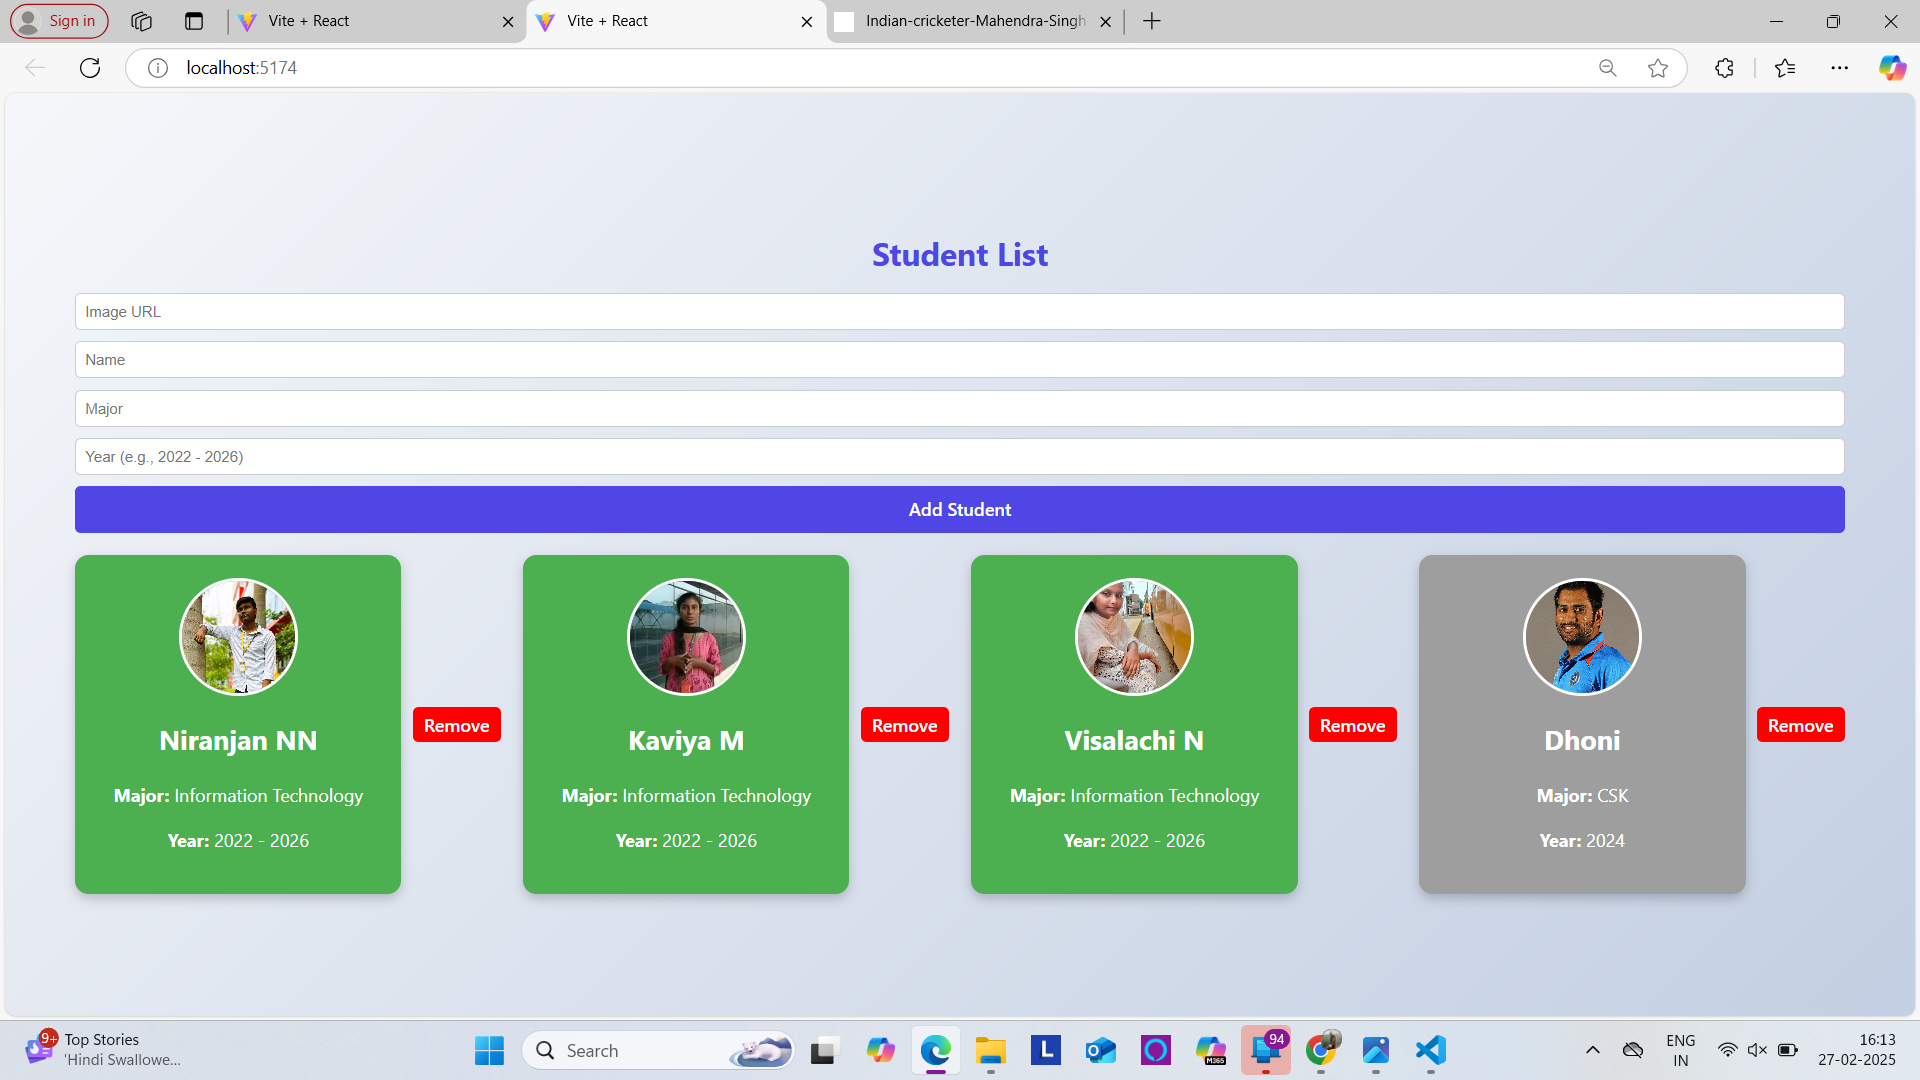 Sign in
Vite + React
Vite + React
Indian-cricketer-Mahendra-Singh
localhost:5174
Student List
Image URL
Name
Major
Year (e.g., 2022 - 2026)
Add Student
Niranjan NN
Major: Information Technology
Year: 2022 - 2026
Remove
Kaviya M
Major: Information Technology
Year: 2022 - 2026
Remove
Visalachi N
Major: Information Technology
Year: 2022 - 2026
Remove
Dhoni
Major: CSK
Year: 2024
Remove
9+
Top Stories
'Hindi Swallowe...
Search
L
M365
94
ENG
IN
16:13
27-02-2025